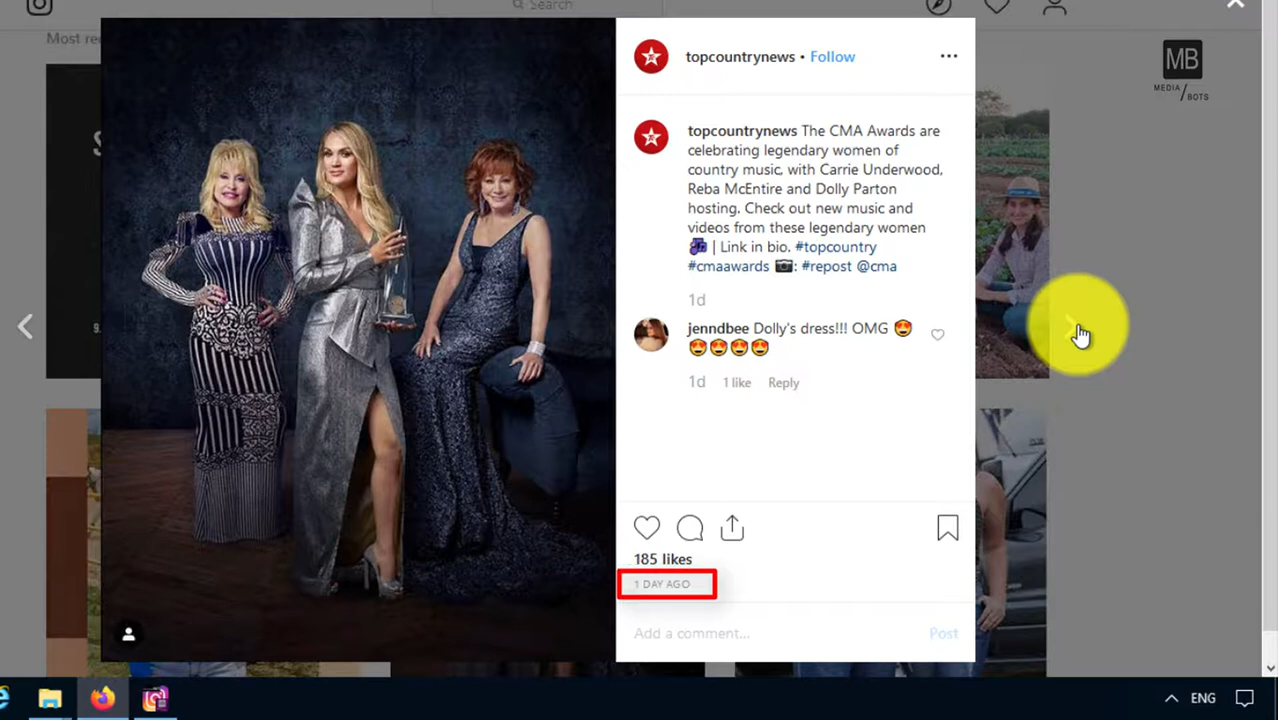 Search
Most re
MB
MEDIA / BOTS
topcountrynews • Follow
topcountrynews The CMA Awards are
celebrating legendary women of
country music, with Carrie Underwood,
Reba McEntire and Dolly Parton
hosting. Check out new music and
videos from these legendary women
🎶 | Link in bio. #topcountry
#cmaawards 📷: #repost @cma
1d
jenndbee Dolly's dress!!! OMG 😍
😍😍😍😍
1d 1 like Reply
185 likes
1 DAY AGO
Add a comment... Post
ENG